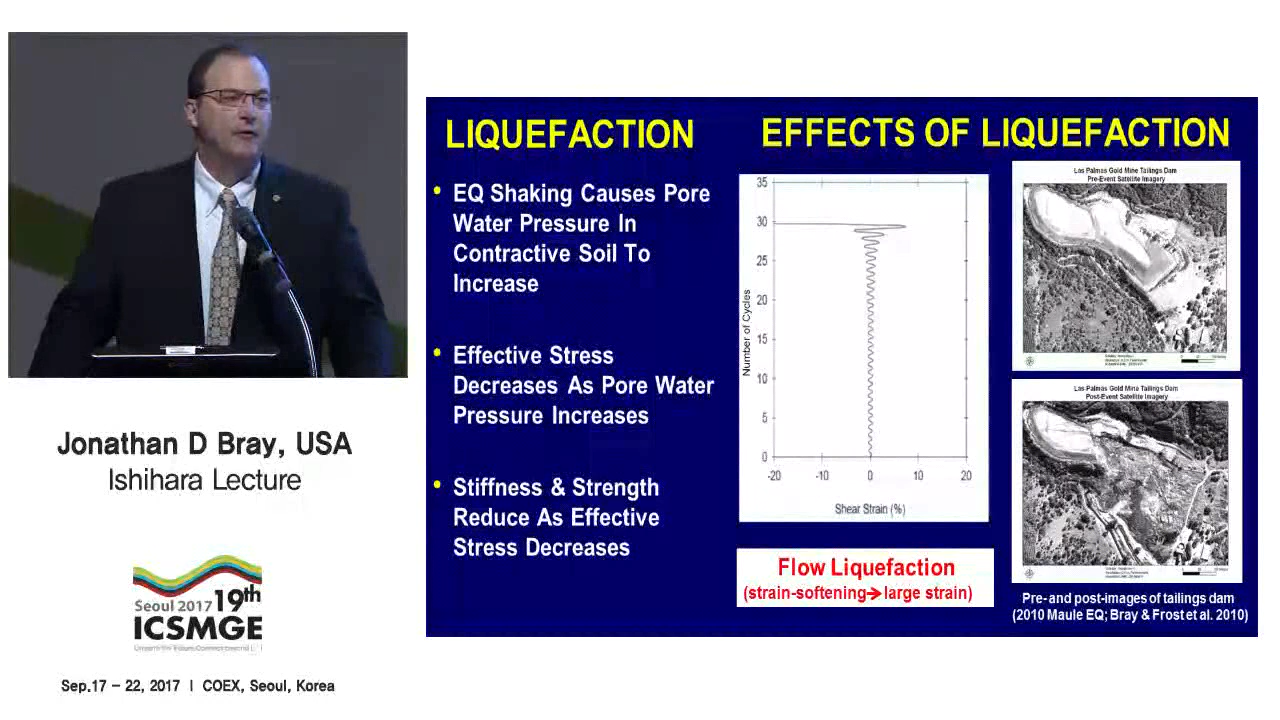 LIQUEFACTION
• EQ Shaking Causes Pore
Water Pressure In
Contractive Soil To
Increase
• Effective Stress
Decreases As Pore Water
Pressure Increases
• Stiffness & Strength
Reduce As Effective
Stress Decreases
EFFECTS OF LIQUEFACTION
35
30
25
20
15
10
5
0
Number of Cycles
-20
-10
0
10
20
Shear Strain (%)
Flow Liquefaction
(strain-softening➔large strain)
Las Palmas Gold Mine Tailings Dam
Pre-Event Satellite Imagery
Las Palmas Gold Mine Tailings Dam
Post-Event Satellite Imagery
Pre- and post-images of tailings dam
(2010 Maule EQ; Bray & Frost et al. 2010)
Jonathan D Bray, USA
Ishihara Lecture
Seoul 2017 19th
ICSMGE
Sep.17 – 22, 2017 I COEX, Seoul, Korea